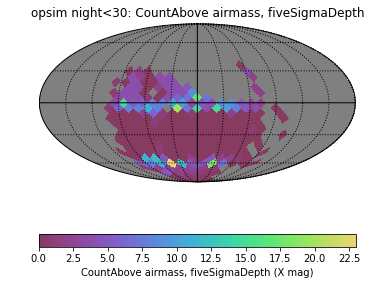 opsim night<30: CountAbove airmass, fiveSigmaDepth
0.0 2.5 5.0 7.5 10.0 12.5 15.0 17.5 20.0 22.5
CountAbove airmass, fiveSigmaDepth (X mag)